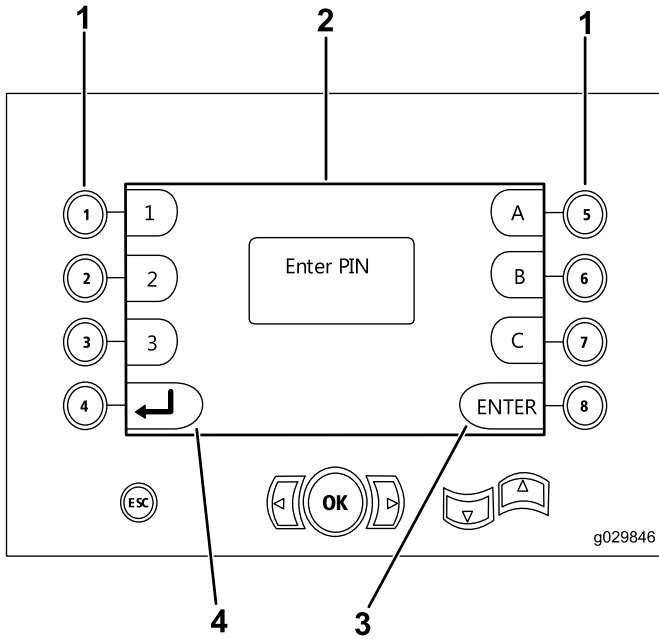 1 2 1
1 1 A 5
2 2 B 6
Enter PIN
3 3 C 7
4 ENTER 8
ESC OK
g029846
4 3